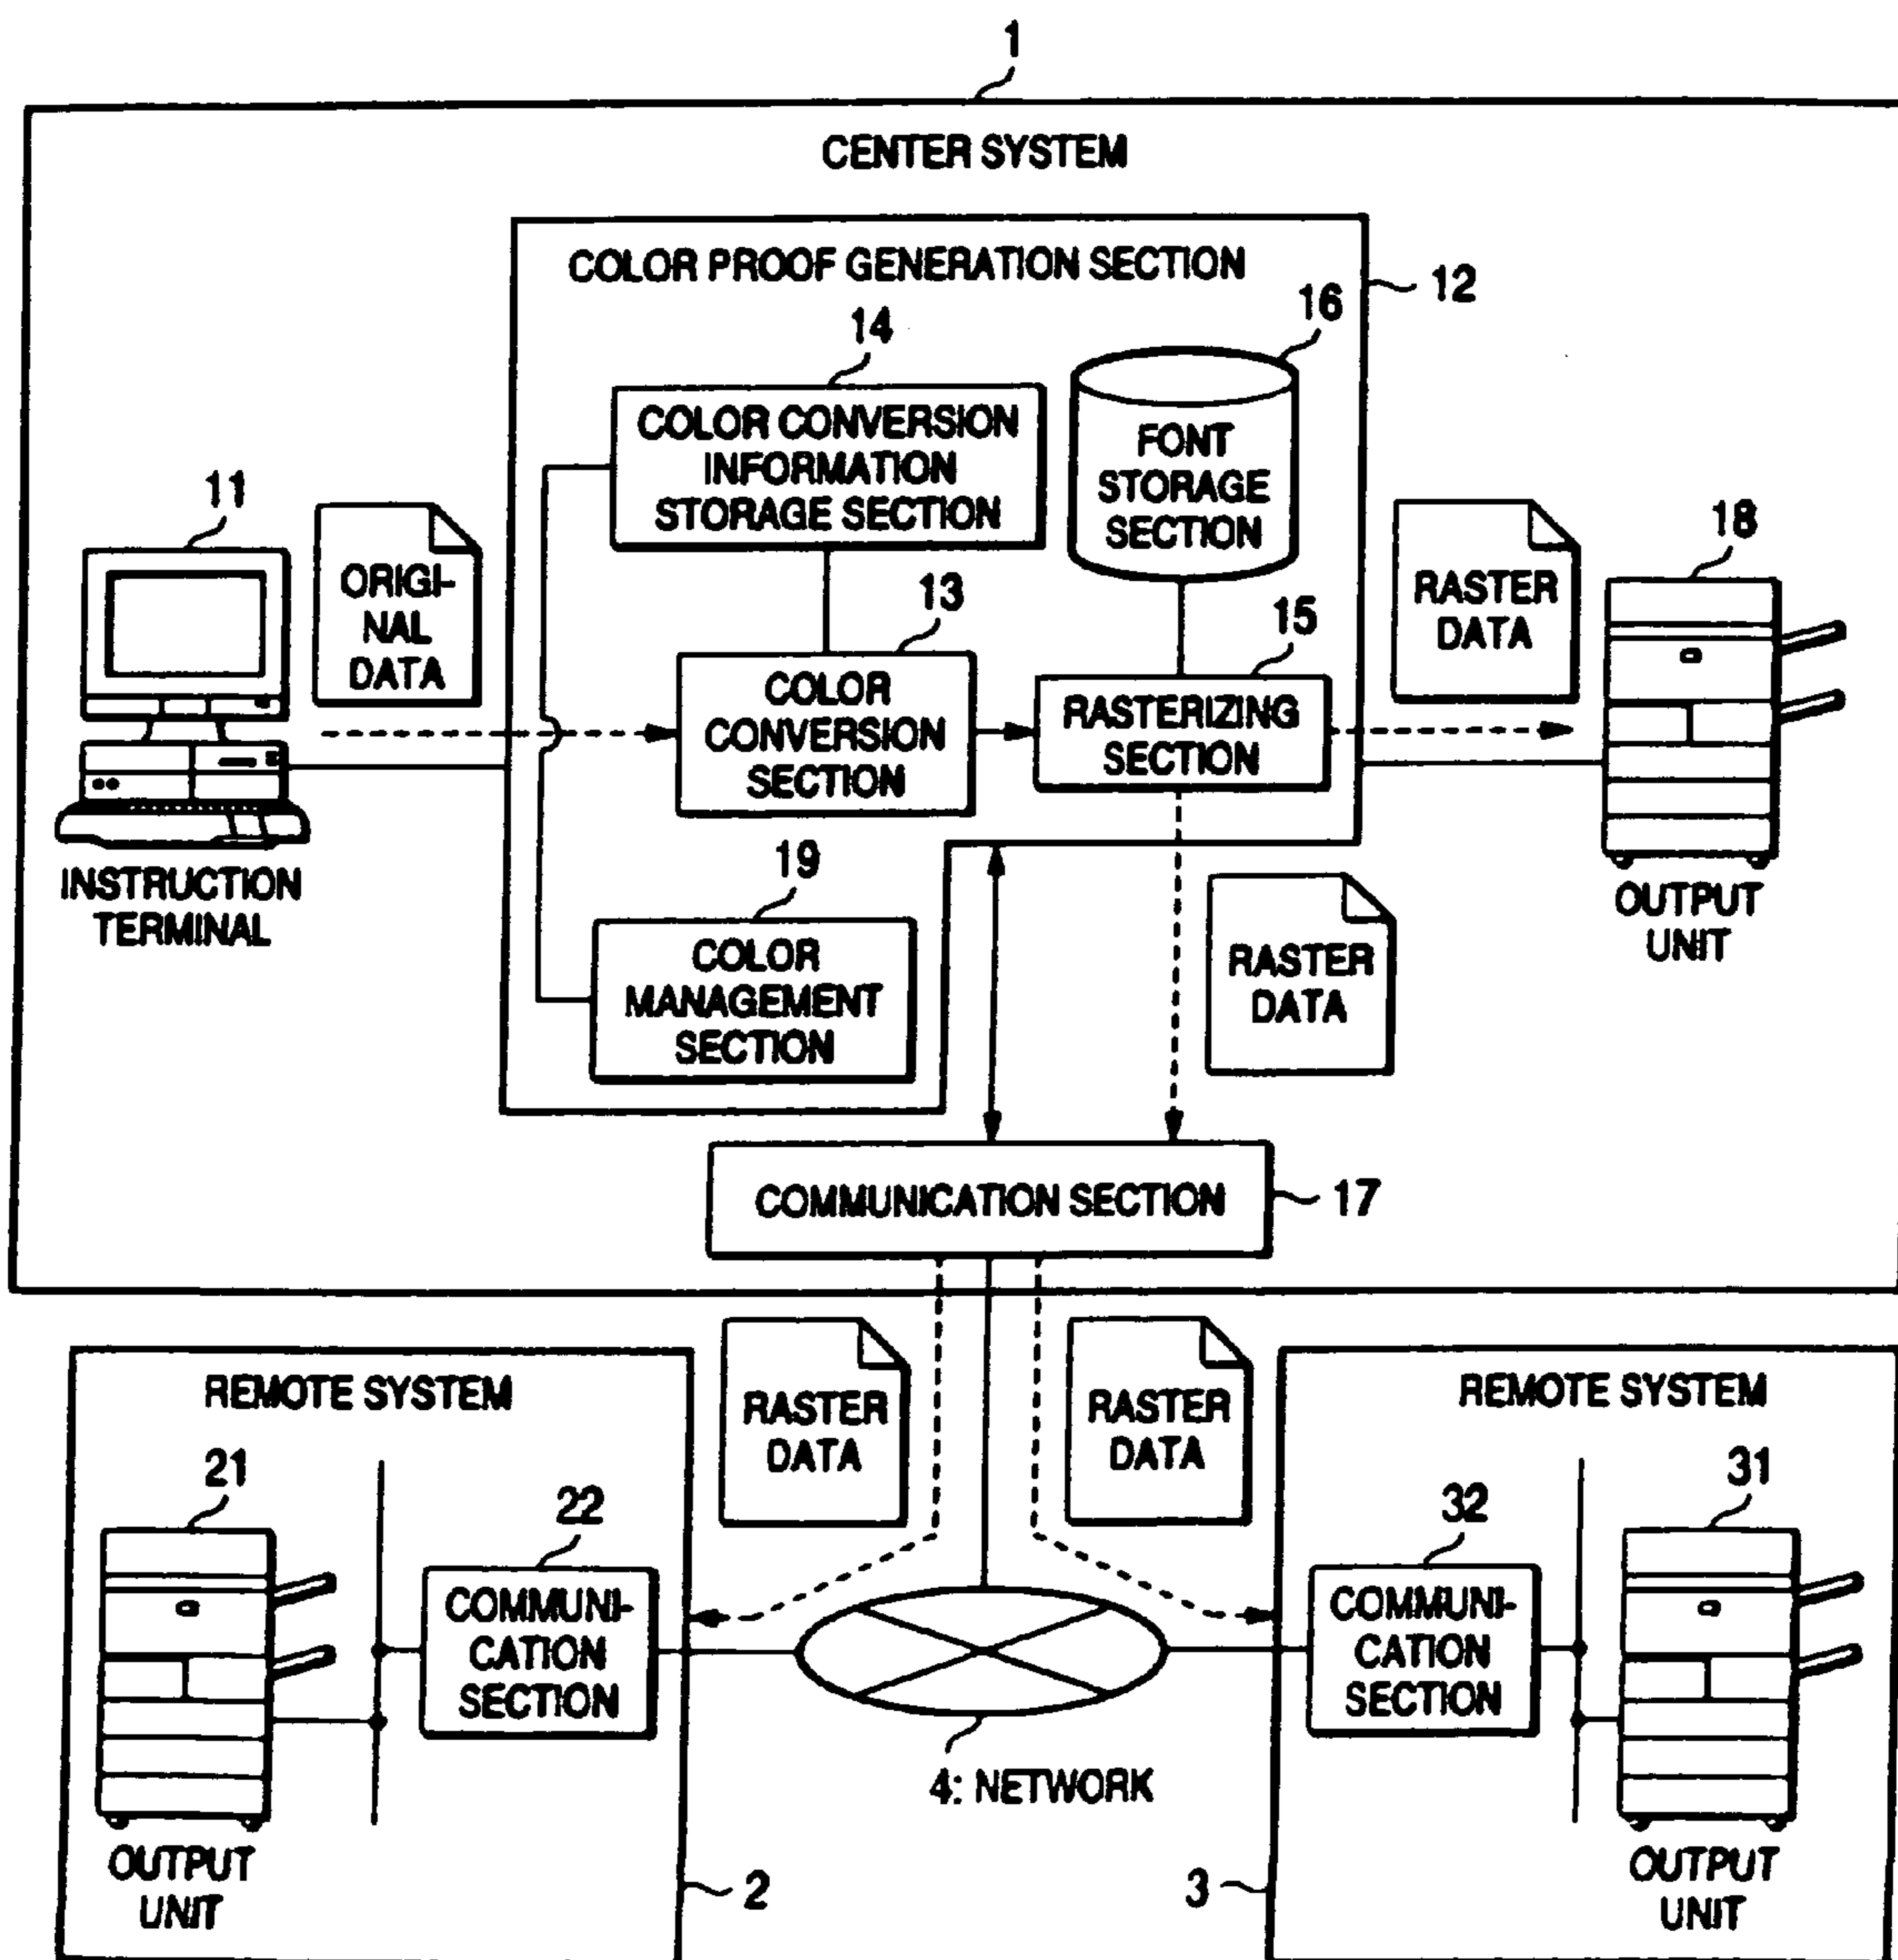 1
CENTER SYSTEM
COLOR PROOF GENERATION SECTION
12
14
16
COLOR CONVERSION
INFORMATION
STORAGE SECTION
FONT
STORAGE
SECTION
11
ORIGI-
NAL
DATA
13
15
RASTER
DATA
18
COLOR
CONVERSION
SECTION
RASTERIZING
SECTION
INSTRUCTION
TERMINAL
19
COLOR
MANAGEMENT
SECTION
RASTER
DATA
OUTPUT
UNIT
COMMUNICATION SECTION
17
REMOTE SYSTEM
RASTER
DATA
RASTER
DATA
REMOTE SYSTEM
21
22
COMMUNI-
CATION
SECTION
32
31
COMMUNI-
CATION
SECTION
4: NETWORK
OUTPUT
UNIT
2
3
OUTPUT
UNIT